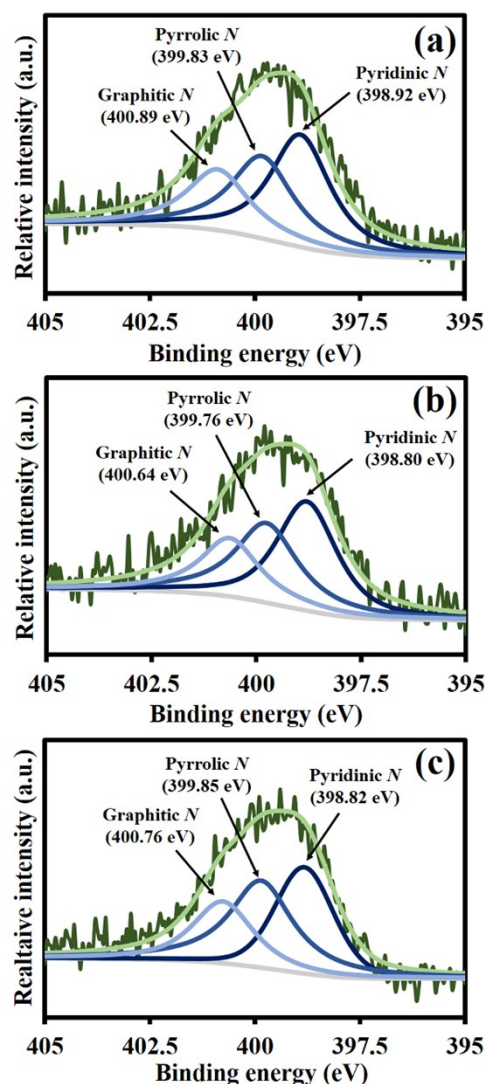 (a)
Pyrrolic N
(399.83 eV)
Pyridinic N
(398.92 eV)
Graphitic N
(400.89 eV)
Relative intensity (a.u.)
405 402.5 400 397.5 395
Binding energy (eV)
(b)
Pyrrolic N
(399.76 eV)
Pyridinic N
(398.80 eV)
Graphitic N
(400.64 eV)
Relative intensity (a.u.)
405 402.5 400 397.5 395
Binding energy (eV)
(c)
Pyrrolic N
(399.85 eV)
Pyridinic N
(398.82 eV)
Graphitic N
(400.76 eV)
Realtaive intensity (a.u.)
405 402.5 400 397.5 395
Binding energy (eV)